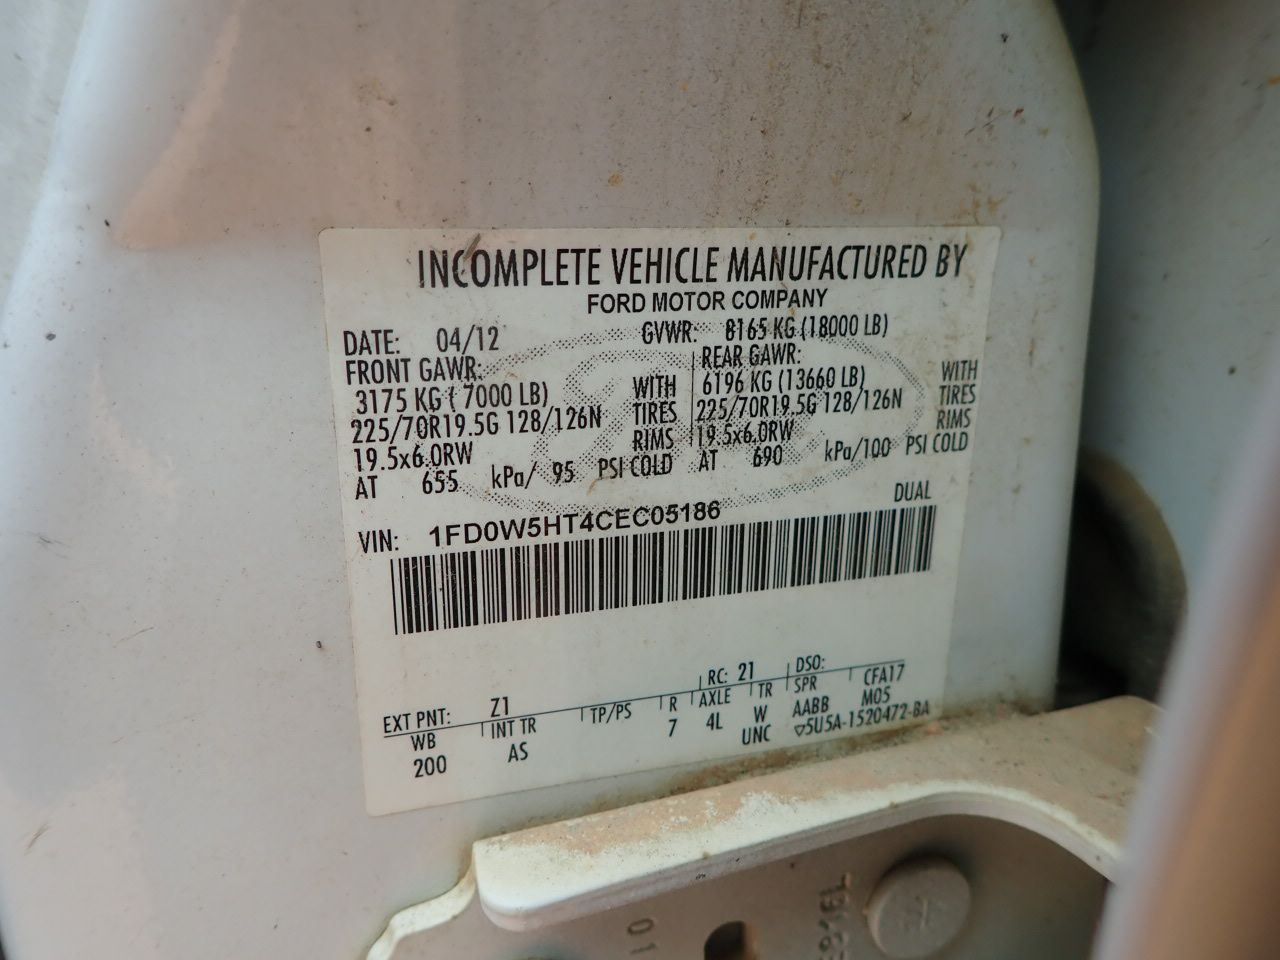 INCOMPLETE VEHICLE MANUFACTURED BY
FORD MOTOR COMPANY
DATE: 04/12 GVWR: 8165 KG (18000 LB)
FRONT GAWR: REAR GAWR:
3175 KG ( 7000 LB) WITH 6196 KG (13660 LB) WITH
225/70R19.5G 128/126N TIRES 225/70R19.5G 128/126N TIRES
19.5x6.0RW RIMS 19.5x6.0RW RIMS
AT 655 kPa/ 95 PSI COLD AT 690 kPa/100 PSI COLD
DUAL
VIN: 1FD0W5HT4CEC05186
RC: 21 DSO:
EXT PNT: Z1
WB INT TR TP/PS R AXLE TR SPR CFA17
200 AS 7 4L W AABB M05
UNC ▽5U5A-1520472-BA
01